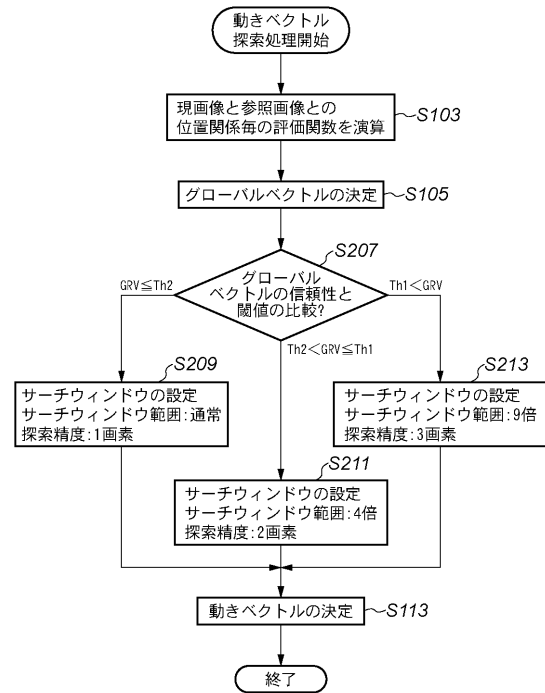 動きベクトル
探索処理開始
現画像と参照画像との
位置関係毎の評価関数を演算
S103
グローバルベクトルの決定
S105
S207
グローバル
ベクトルの信頼性と
閾値の比較?
GRV≦Th2
Th1<GRV
Th2<GRV≦Th1
S209
サーチウィンドウの設定
サーチウィンドウ範囲:通常
探索精度:1画素
S213
サーチウィンドウの設定
サーチウィンドウ範囲:9倍
探索精度:3画素
S211
サーチウィンドウの設定
サーチウィンドウ範囲:4倍
探索精度:2画素
動きベクトルの決定
S113
終了